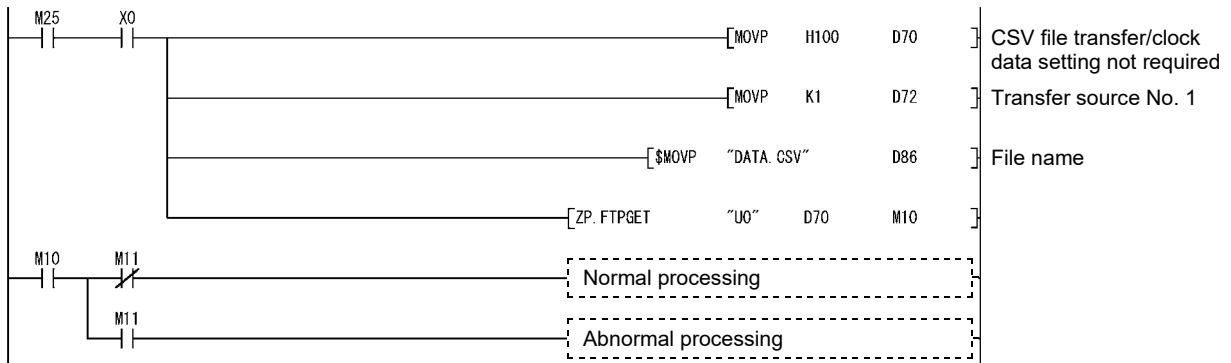 M25 X0
[MOVP H100 D70 ] CSV file transfer/clock
data setting not required
[MOVP K1 D72 ] Transfer source No. 1
[$MOVP "DATA. CSV" D86 ] File name
[ZP. FTPGET "U0" D70 M10 ]
M10 M11
Normal processing
M11
Abnormal processing